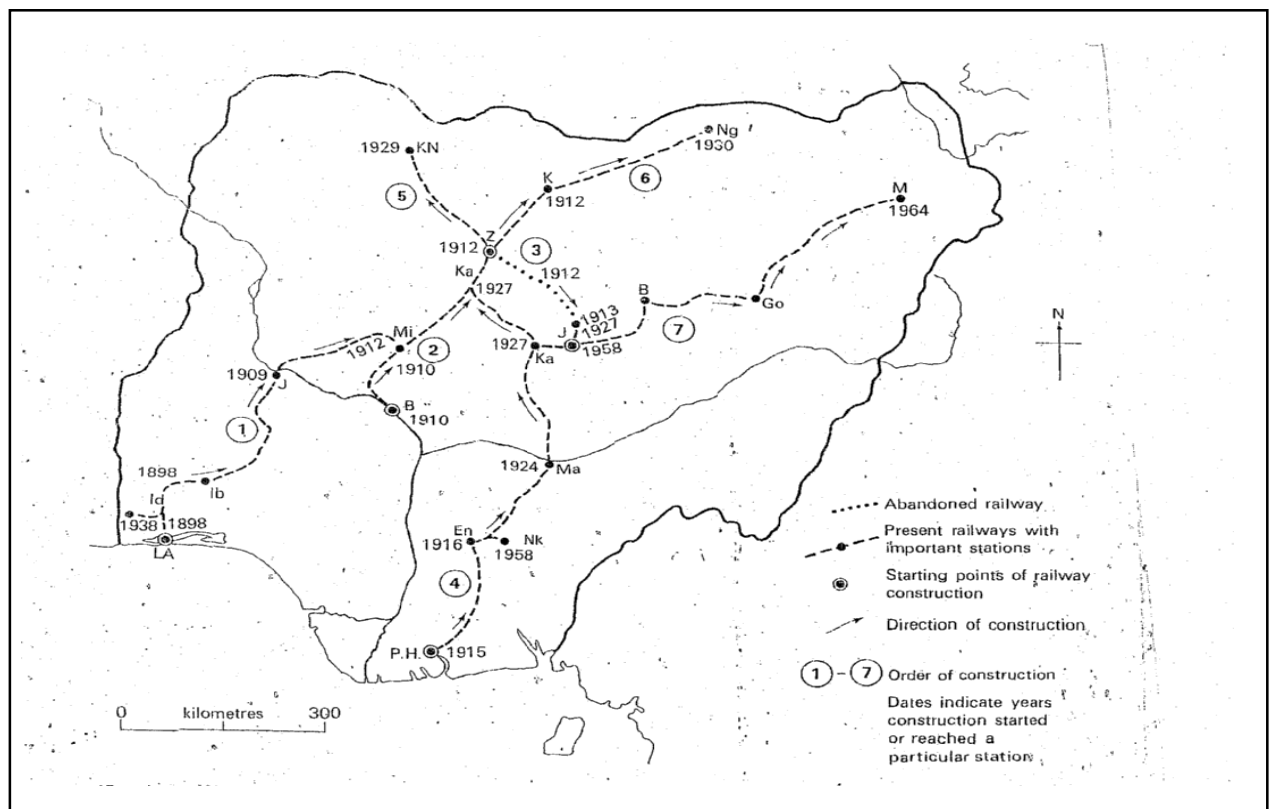 Ng
1930
1929 KN
K
1912
6
5
M
1964
Z
1912
3
1912
Ka
1927
B
Go
1913
1927
J
1958
7
N
Mi
1912
2
1927
Ka
1909
J
1910
B
1910
1
1898
Ib
Id
1938
1898
LA
1924 Ma
En
1916
Nk
1958
4
P.H. 1915
Abandoned railway
Present railways with
important stations
Starting points of railway
construction
Direction of construction
1 - 7 Order of construction
Dates indicate years
construction started
or reached a
particular station
0 kilometres 300